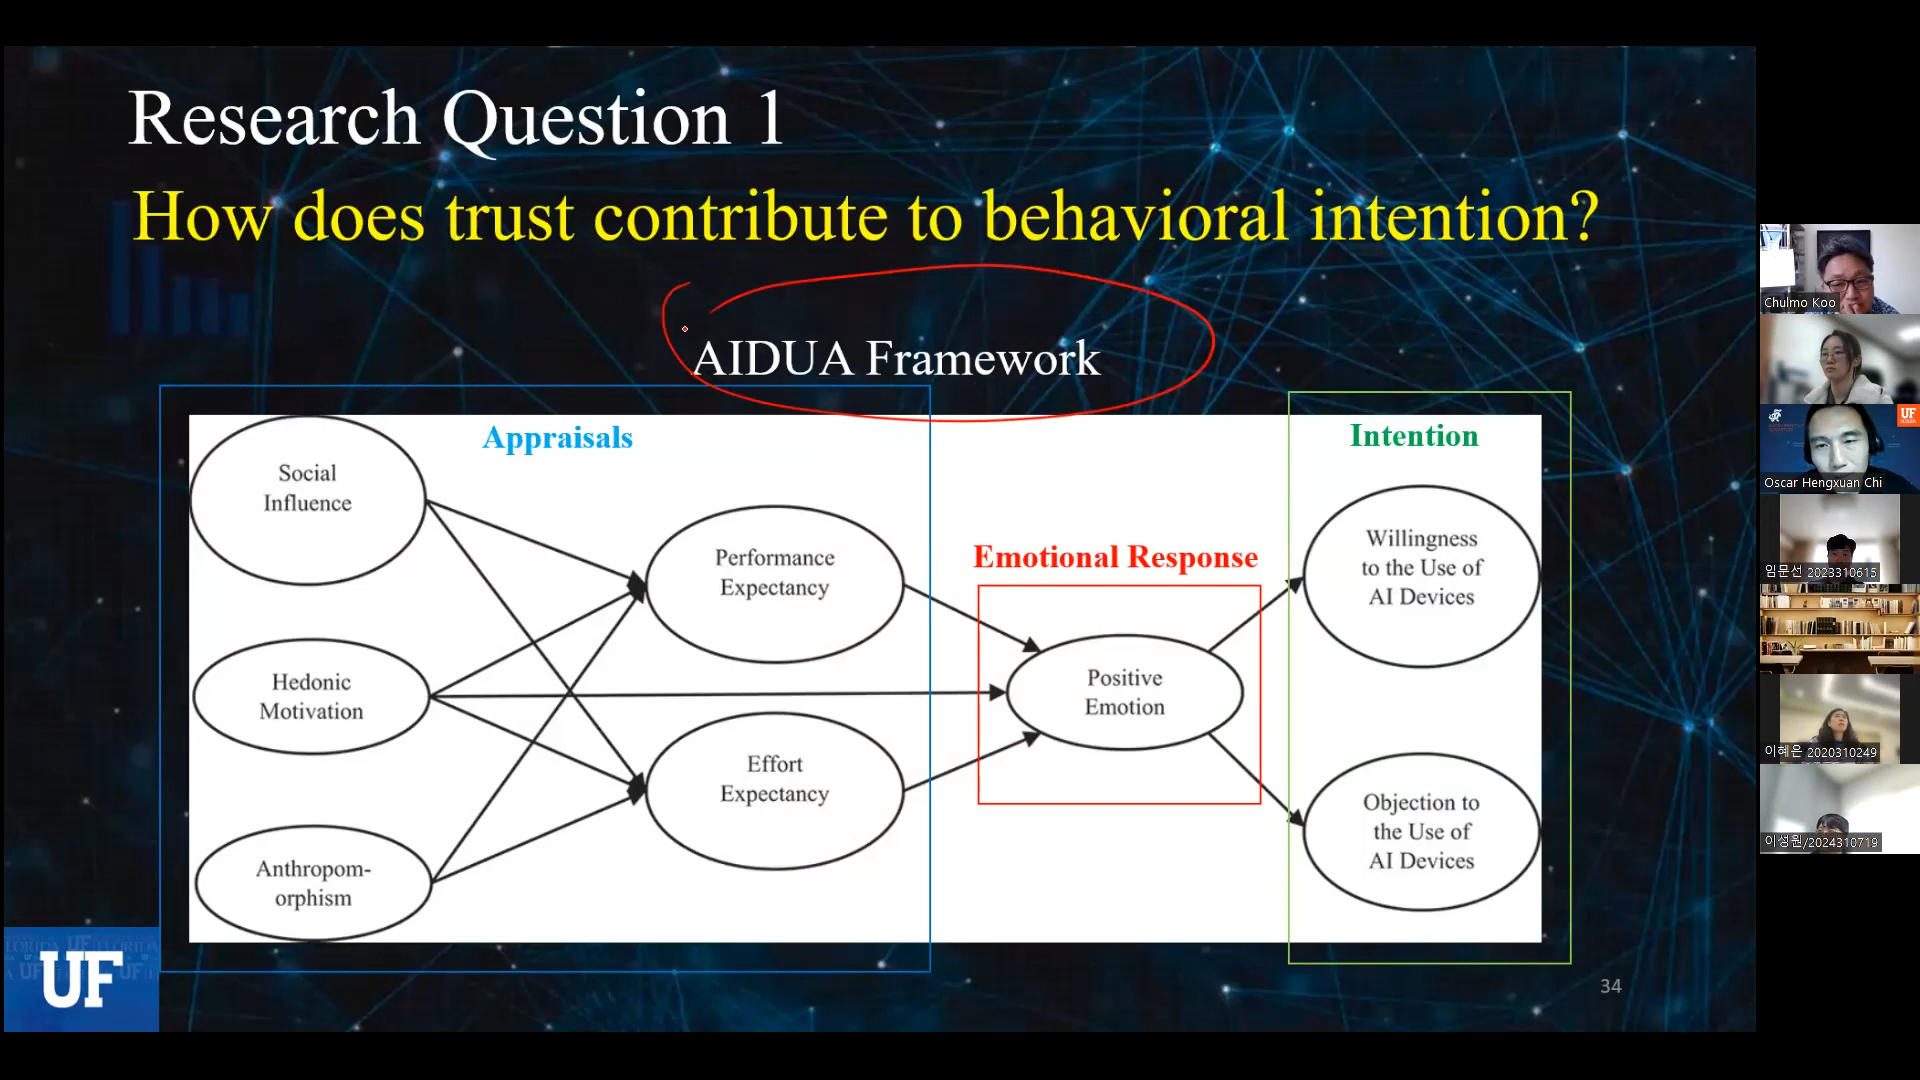 Research Question 1
How does trust contribute to behavioral intention?
AIDUA Framework
Appraisals
Intention
Social
Influence
Performance
Expectancy
Emotional Response
Willingness
to the Use of
AI Devices
Hedonic
Motivation
Positive
Emotion
Effort
Expectancy
Objection to
the Use of
AI Devices
Anthropom-
orphism
UF
34
Chulmo Koo
UF
Oscar Hengxuan Chi
임문선 2023310615
이혜은 2020310249
이성원/2024310719